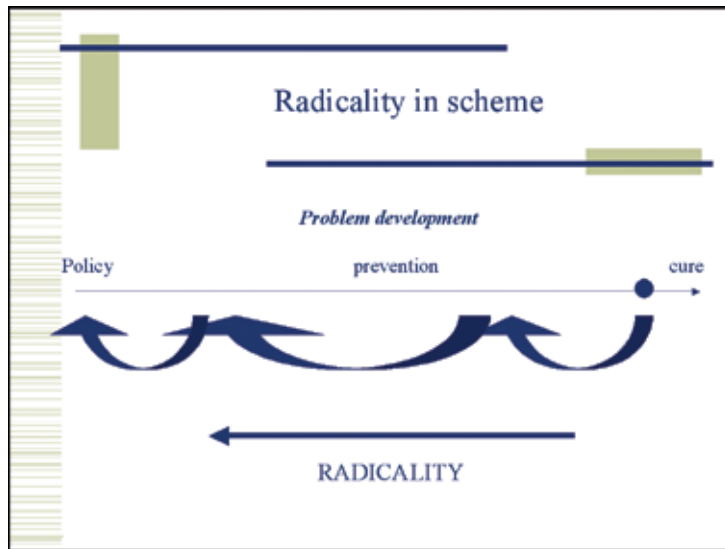 Radicality in scheme
Problem development
Policy prevention cure
RADICALITY